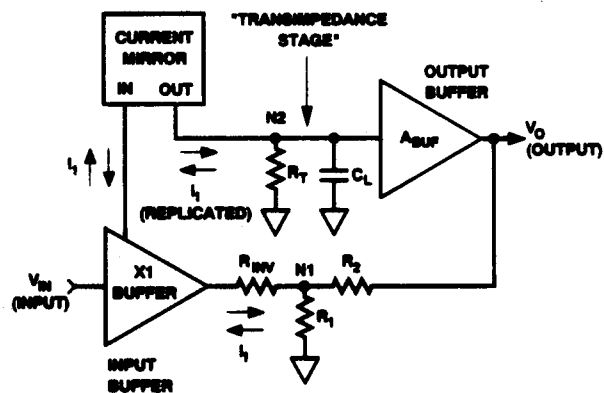 "TRANSIMPEDANCE
STAGE"
CURRENT
MIRROR
IN OUT
OUTPUT
BUFFER
N2
ABUF
VO
(OUTPUT)
I1
RT
CL
I1
(REPLICATED)
VIN
(INPUT)
X1
BUFFER
RINV
N1
R2
I1
R1
INPUT
BUFFER